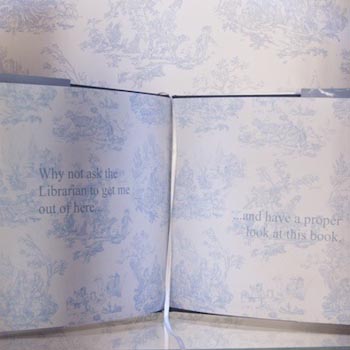 Why not ask the
Librarian to get me
out of here...
...and have a proper
look at this book.